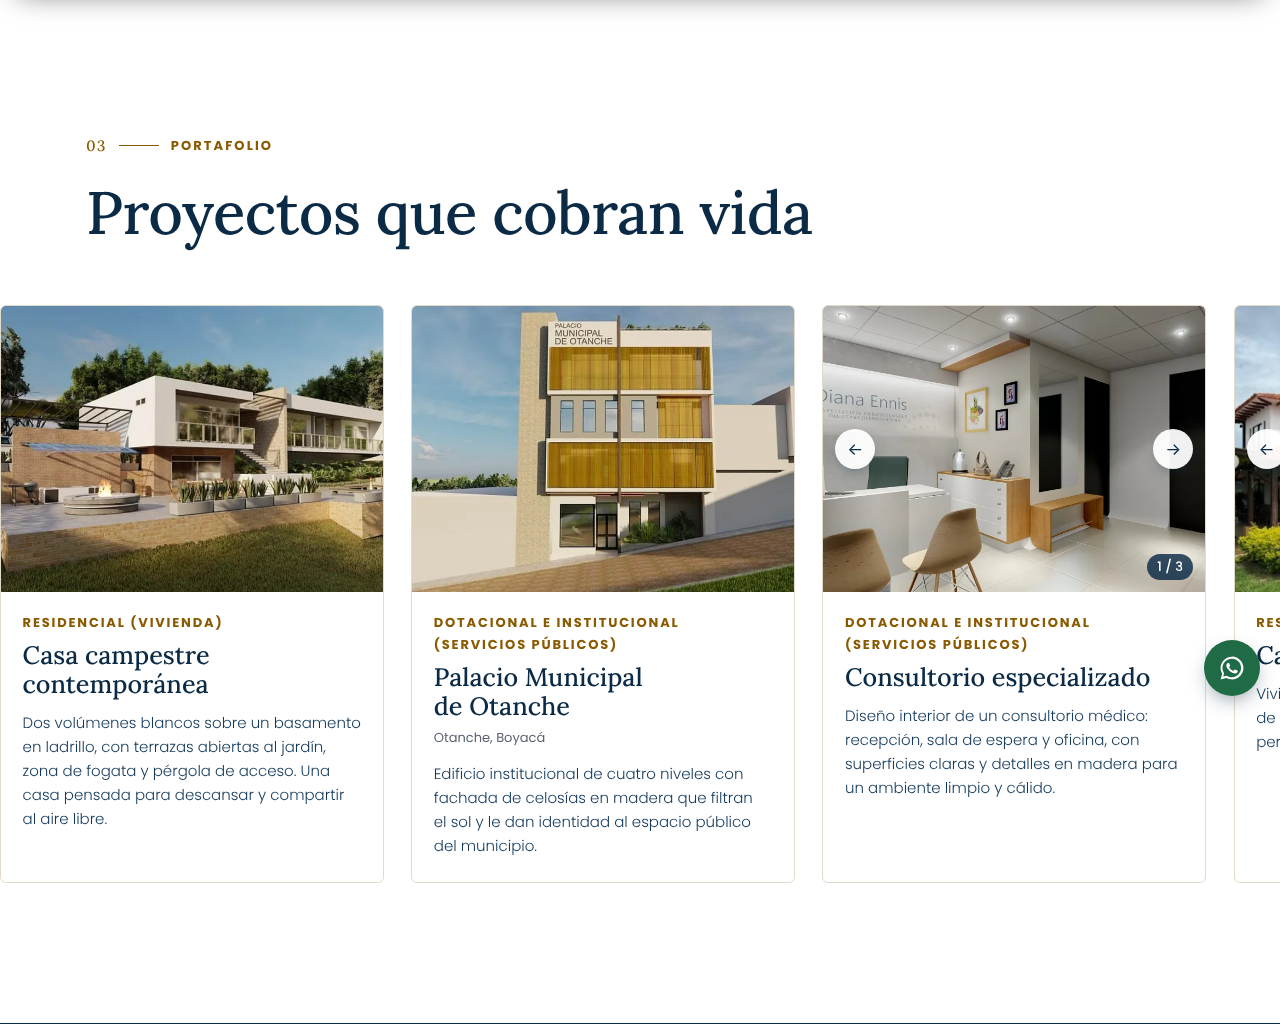 03 PORTAFOLIO
Proyectos que cobran vida
PALACIO
MUNICIPAL
DE OTANCHE
Diana Ennis
1 / 3
RESIDENCIAL (VIVIENDA)
Casa campestre
contemporánea
Dos volúmenes blancos sobre un basamento
en ladrillo, con terrazas abiertas al jardín,
zona de fogata y pérgola de acceso. Una
casa pensada para descansar y compartir
al aire libre.
DOTACIONAL E INSTITUCIONAL
(SERVICIOS PÚBLICOS)
Palacio Municipal
de Otanche
Otanche, Boyacá
Edificio institucional de cuatro niveles con
fachada de celosías en madera que filtran
el sol y le dan identidad al espacio público
del municipio.
DOTACIONAL E INSTITUCIONAL
(SERVICIOS PÚBLICOS)
Consultorio especializado
Diseño interior de un consultorio médico:
recepción, sala de espera y oficina, con
superficies claras y detalles en madera para
un ambiente limpio y cálido.
de